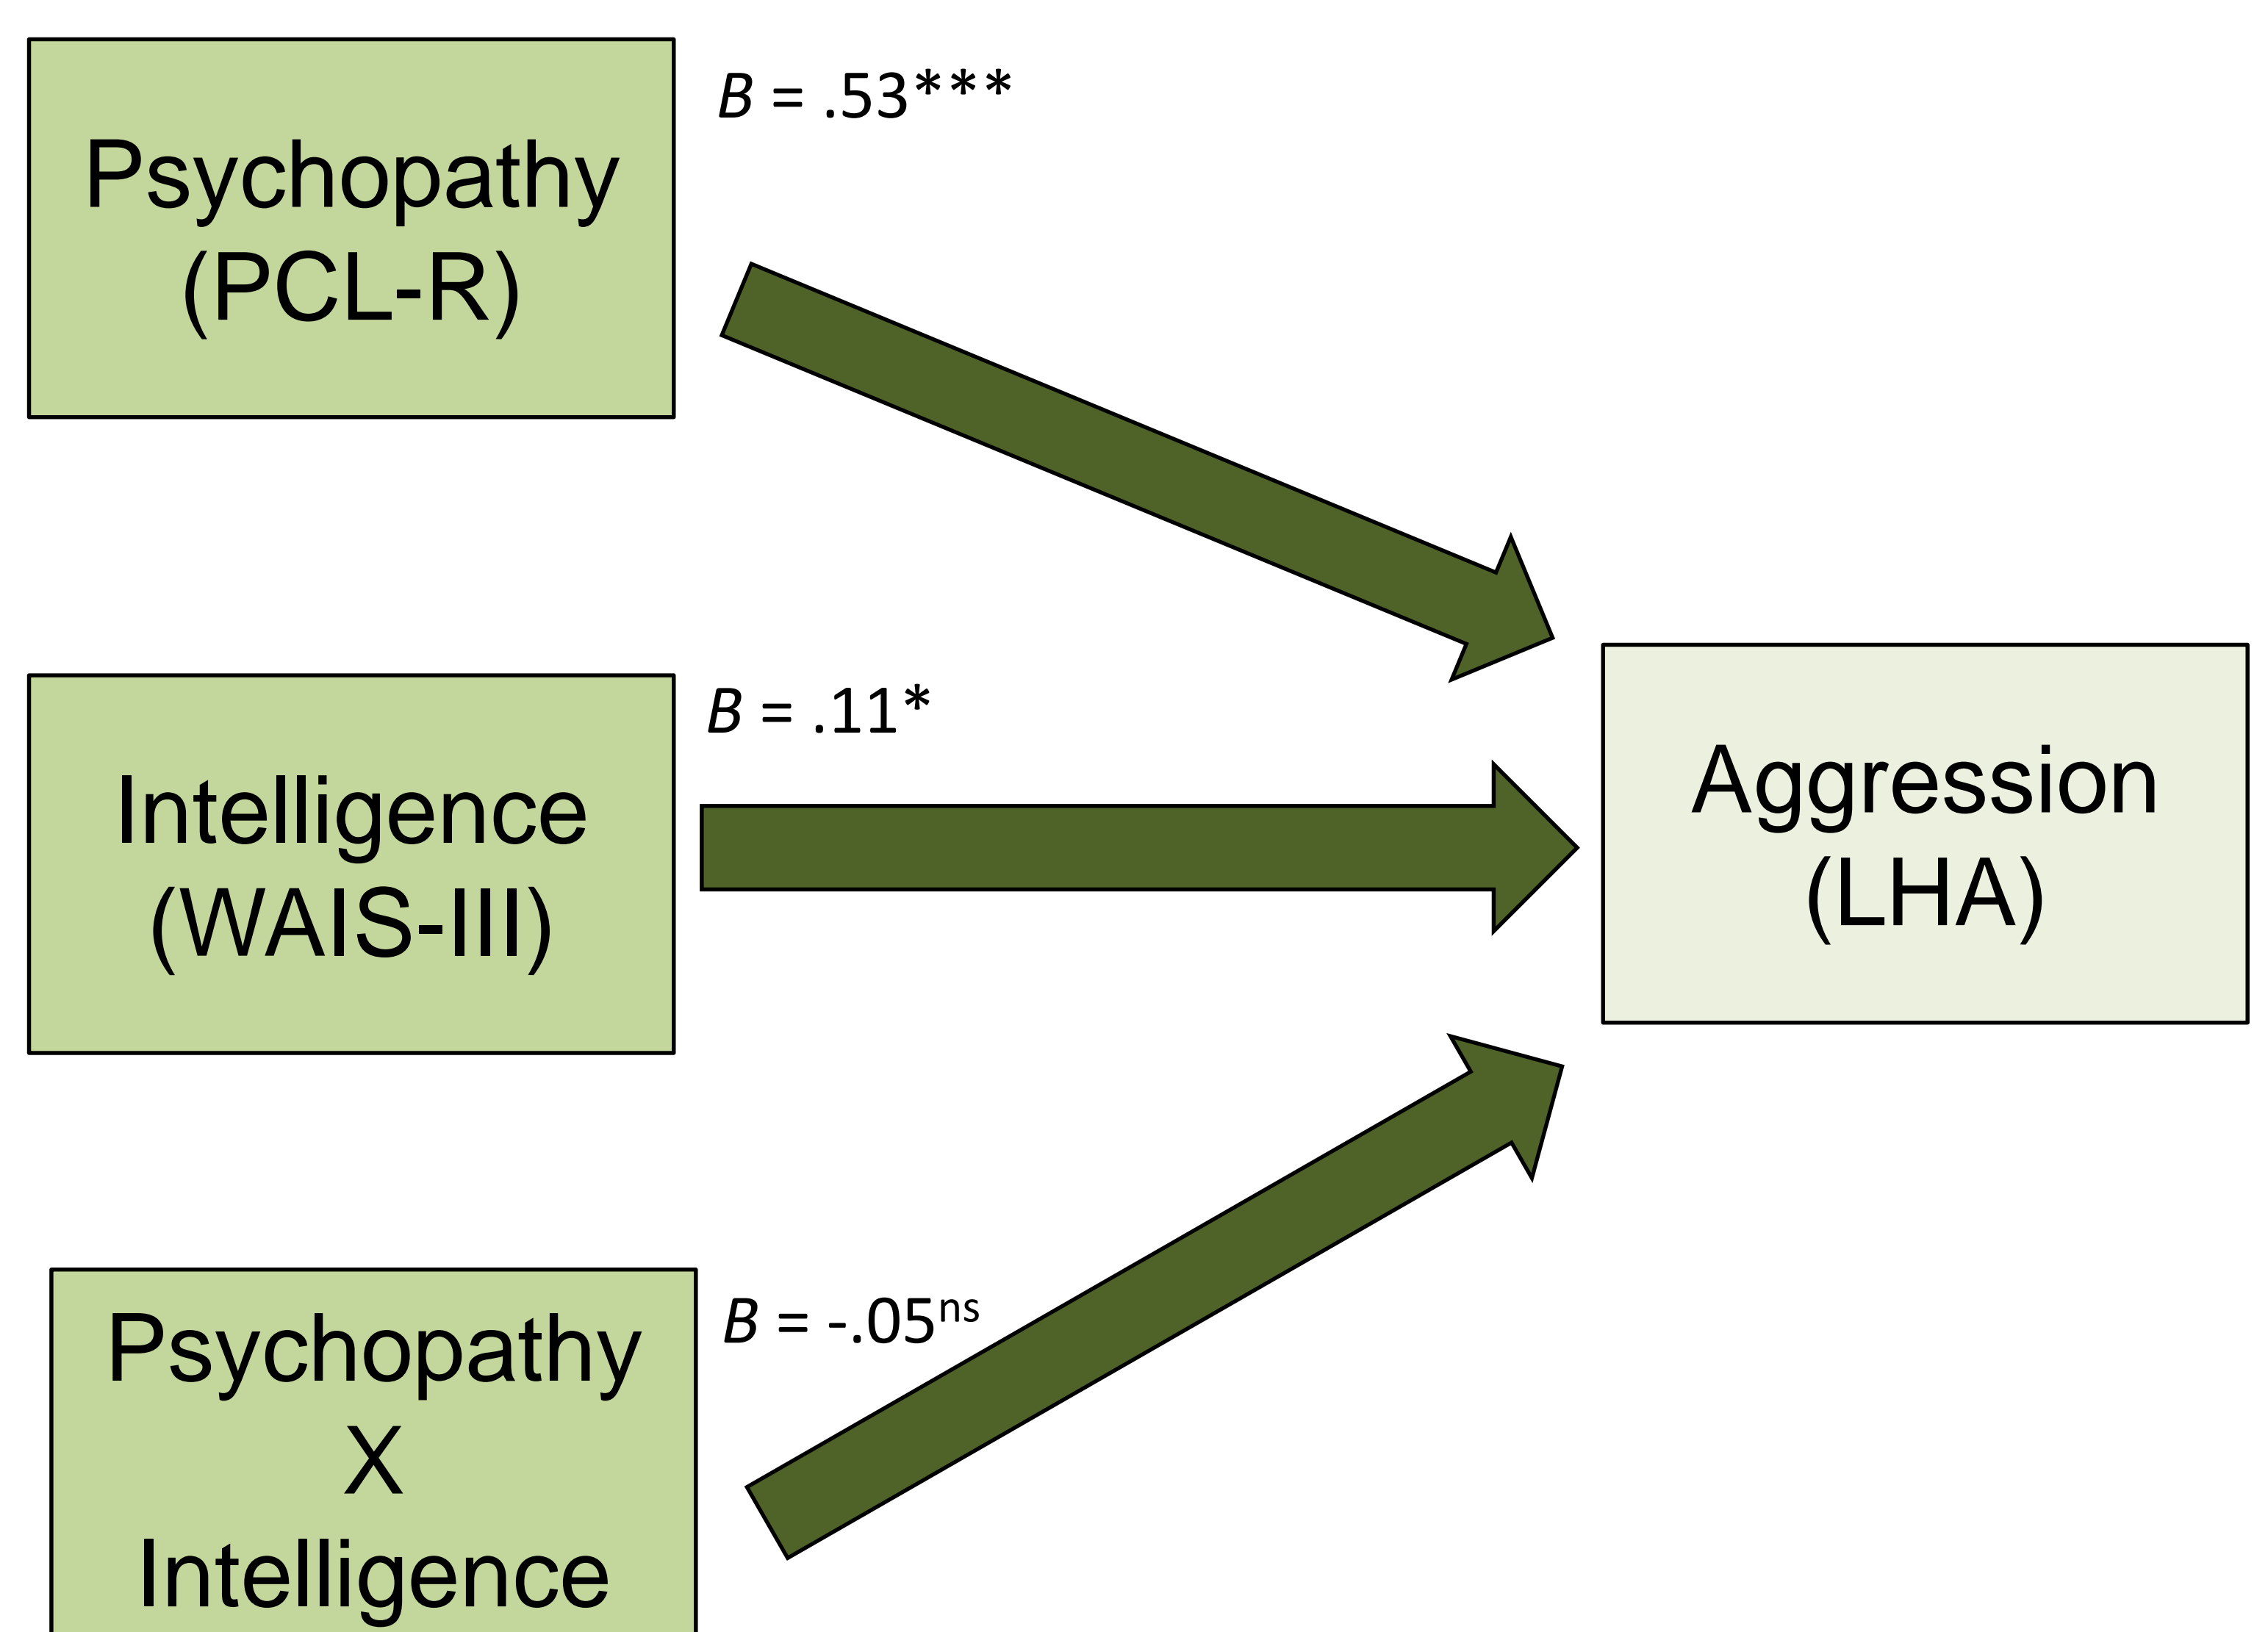 Psychopathy
(PCL-R)
B = .53***
Intelligence
(WAIS-III)
B = .11*
Aggression
(LHA)
Psychopathy
X
Intelligence
B = -.05ns